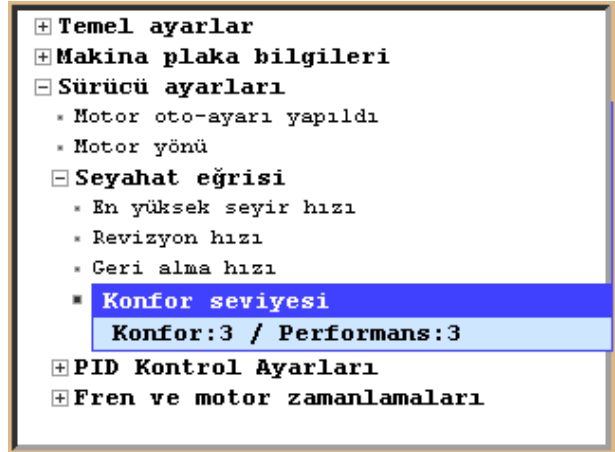 Temel ayarlar
Makina plaka bilgileri
Sürücü ayarları
Motor oto-ayarı yapıldı
Motor yönü
Seyahat eğrisi
En yüksek seyir hızı
Revizyon hızı
Geri alma hızı
Konfor seviyesi
Konfor:3 / Performans:3
PID Kontrol Ayarları
Fren ve motor zamanlamaları